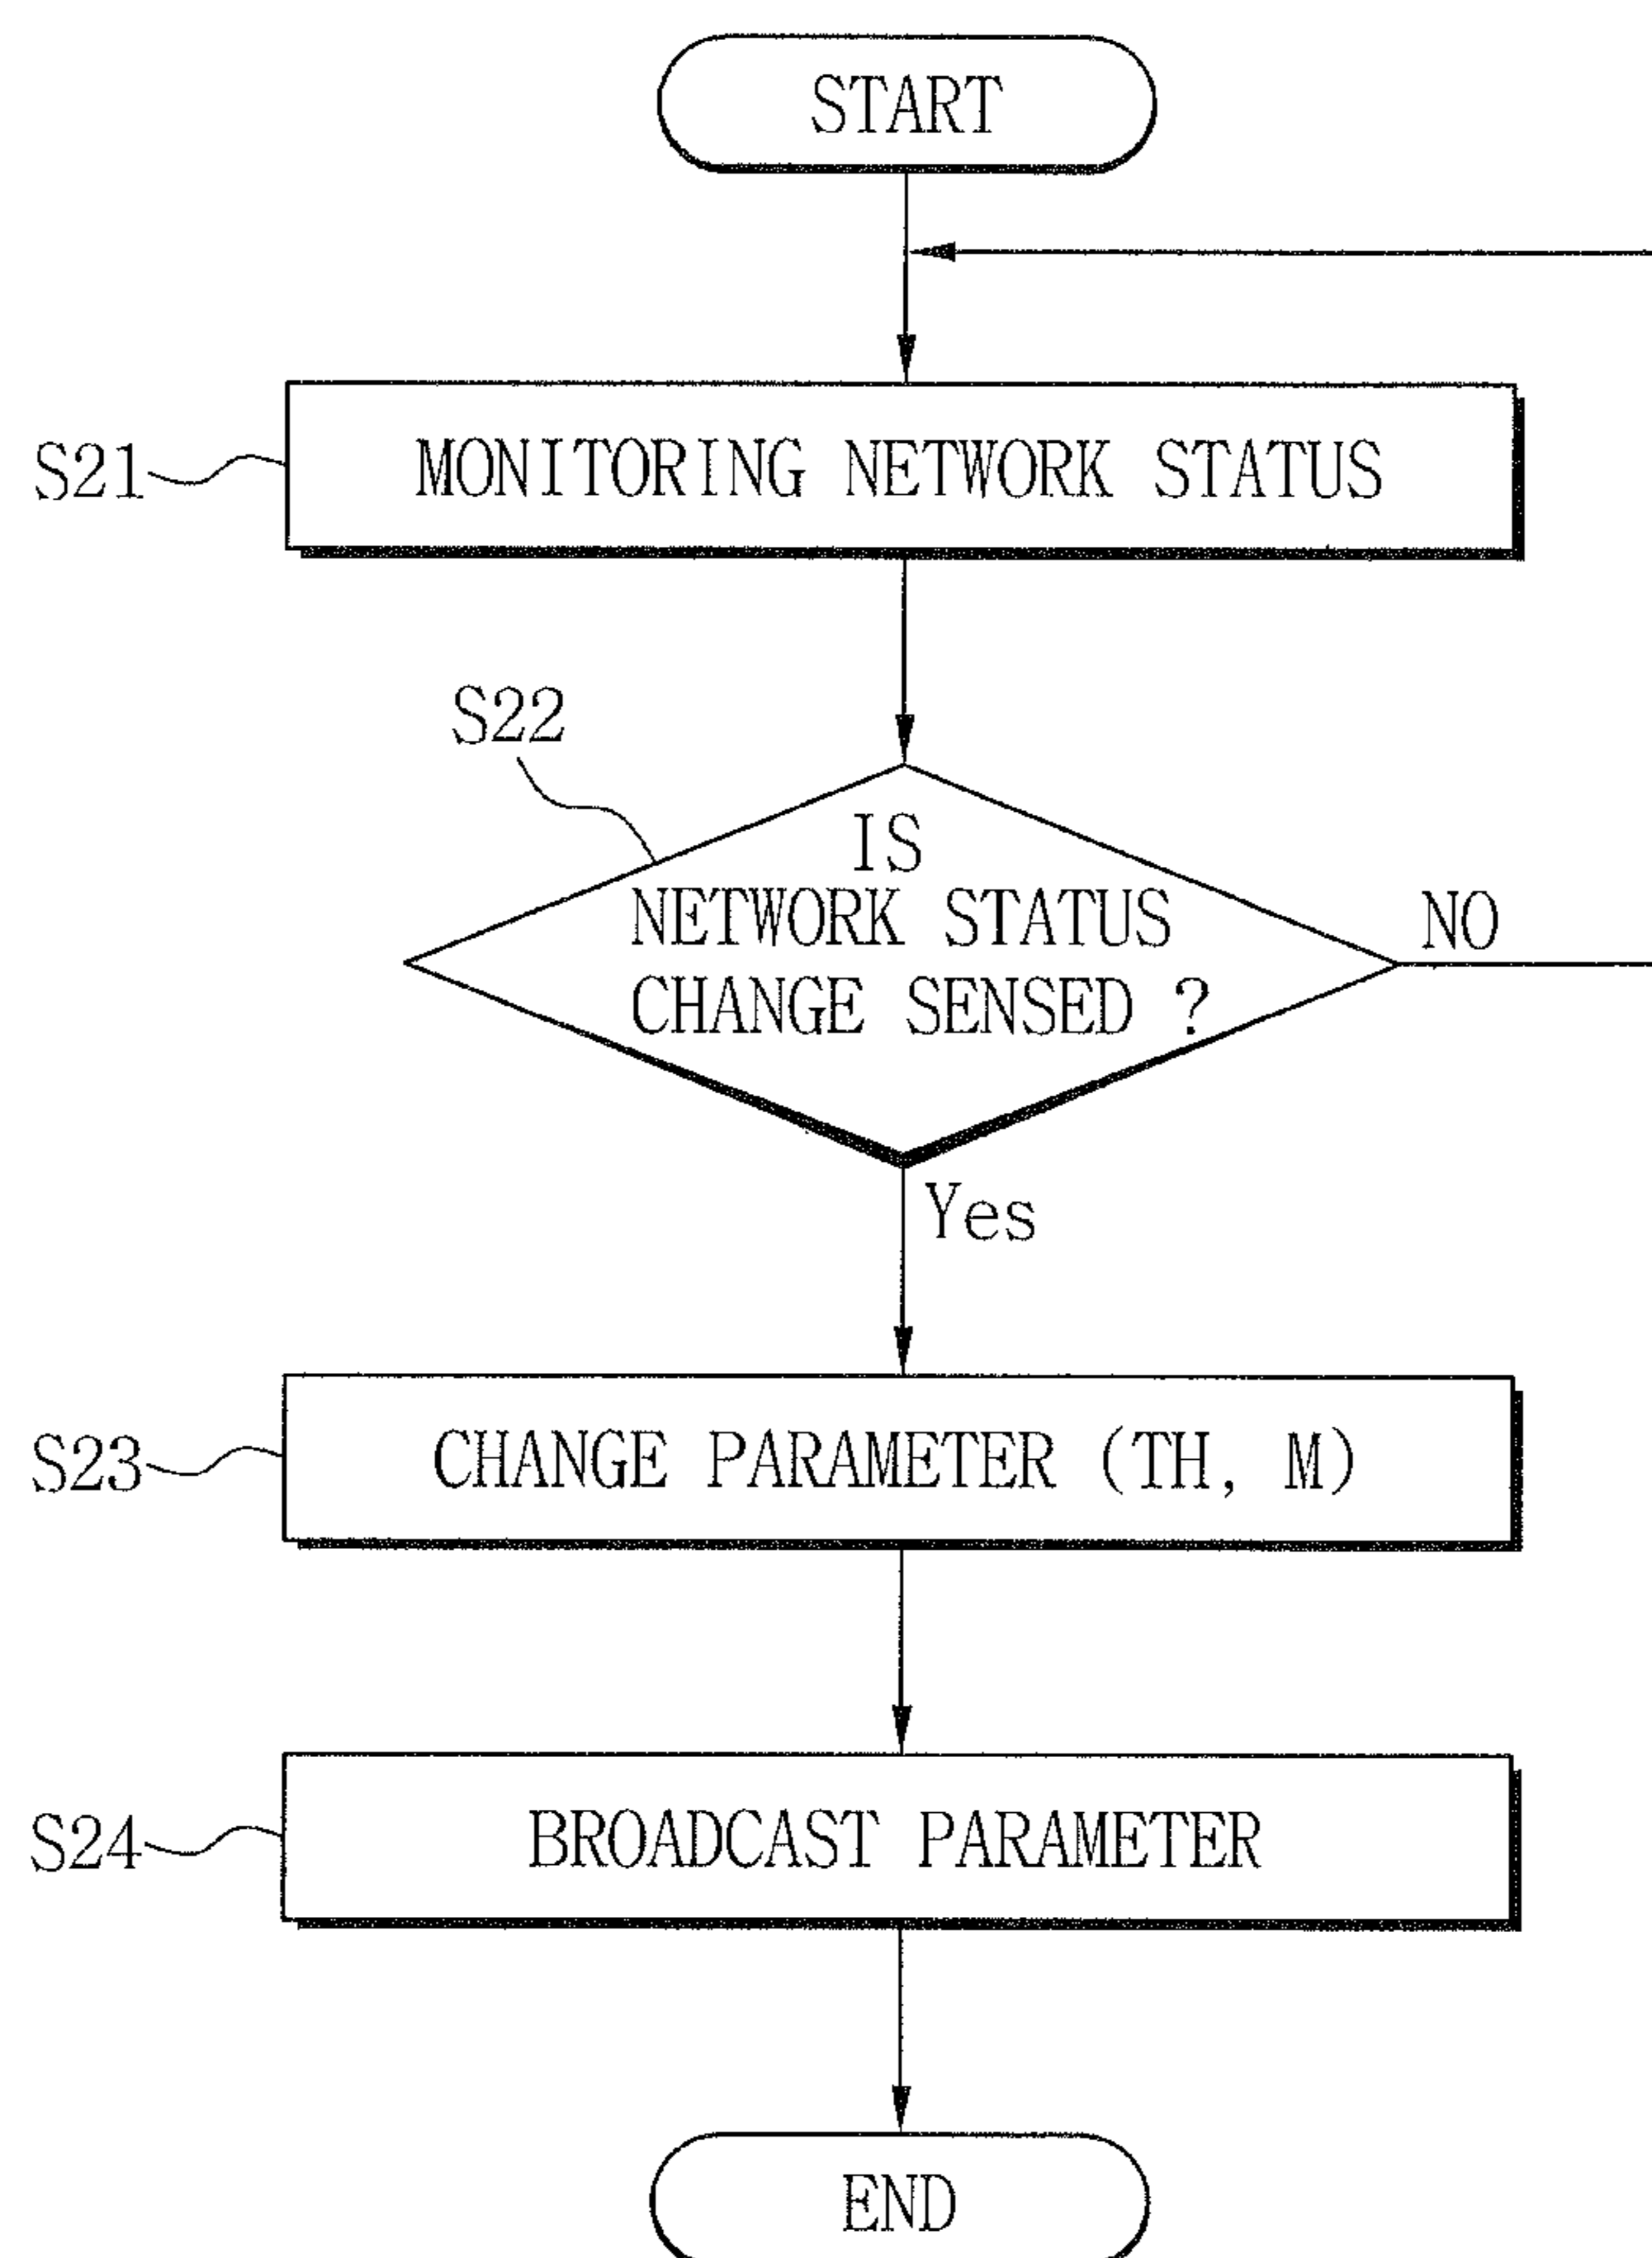 START
S21
MONITORING NETWORK STATUS
S22
IS
NETWORK STATUS
CHANGE SENSED ?
NO
Yes
S23
CHANGE PARAMETER (TH, M)
S24
BROADCAST PARAMETER
END